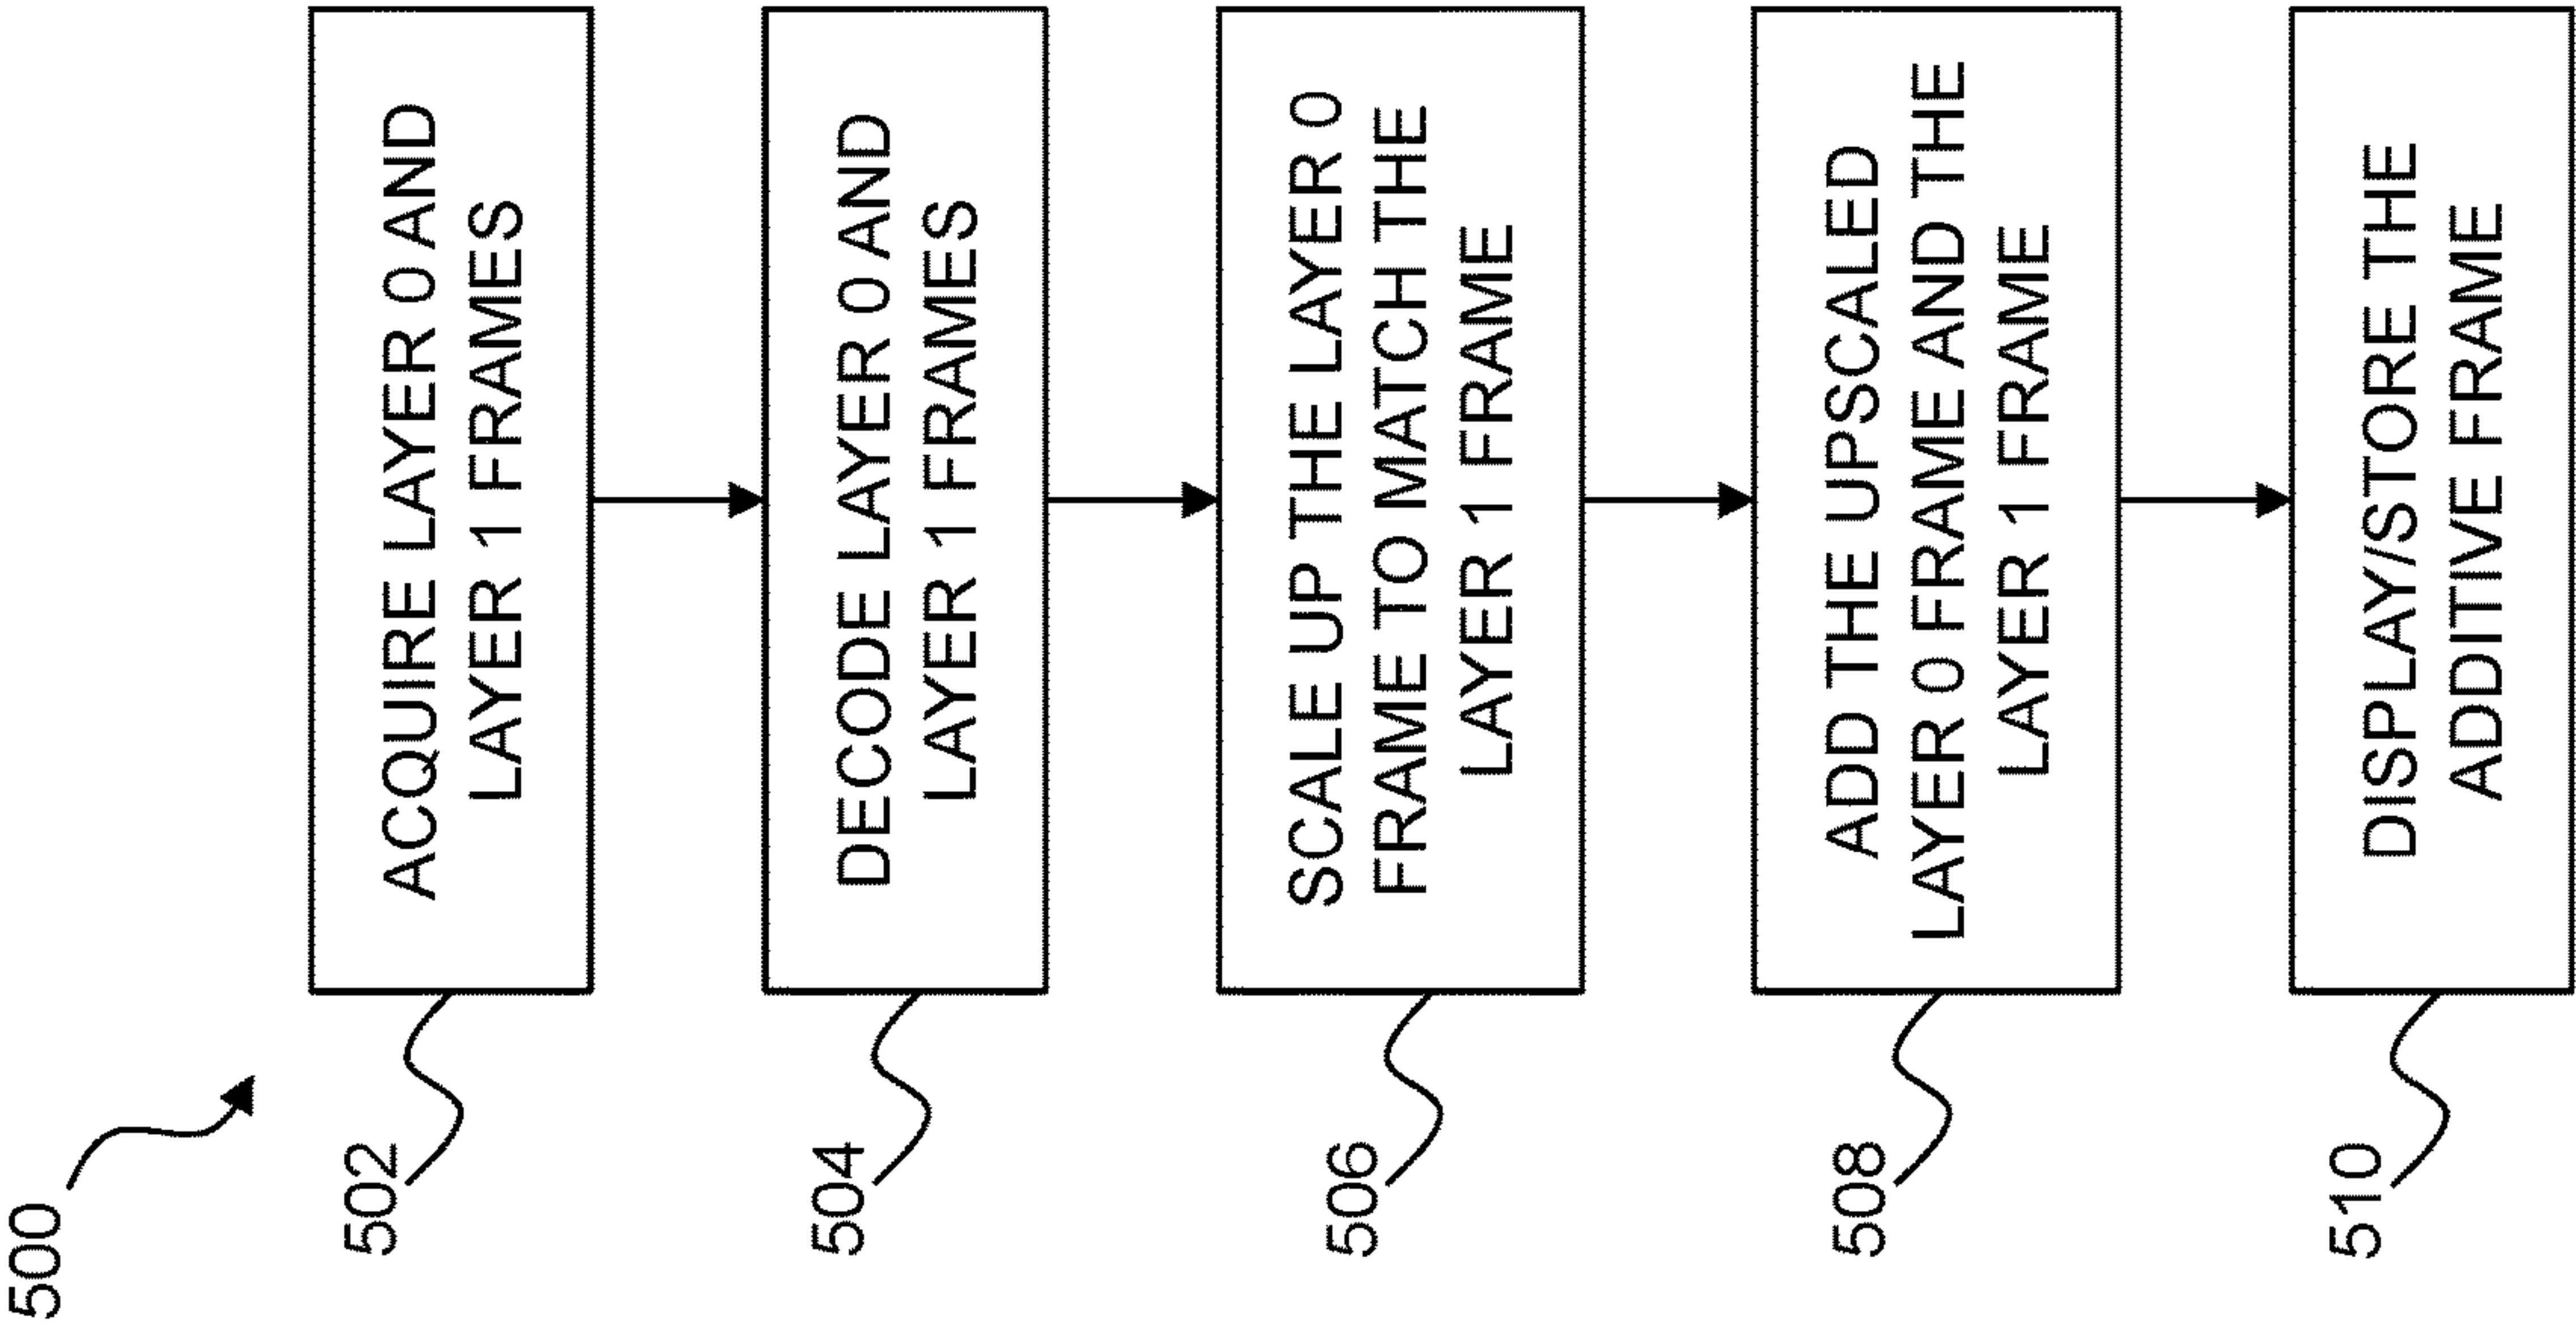 500
502
ACQUIRE LAYER 0 AND
LAYER 1 FRAMES
504
DECODE LAYER 0 AND
LAYER 1 FRAMES
506
SCALE UP THE LAYER 0
FRAME TO MATCH THE
LAYER 1 FRAME
508
ADD THE UPSCALED
LAYER 0 FRAME AND THE
LAYER 1 FRAME
510
DISPLAY/STORE THE
ADDITIVE FRAME